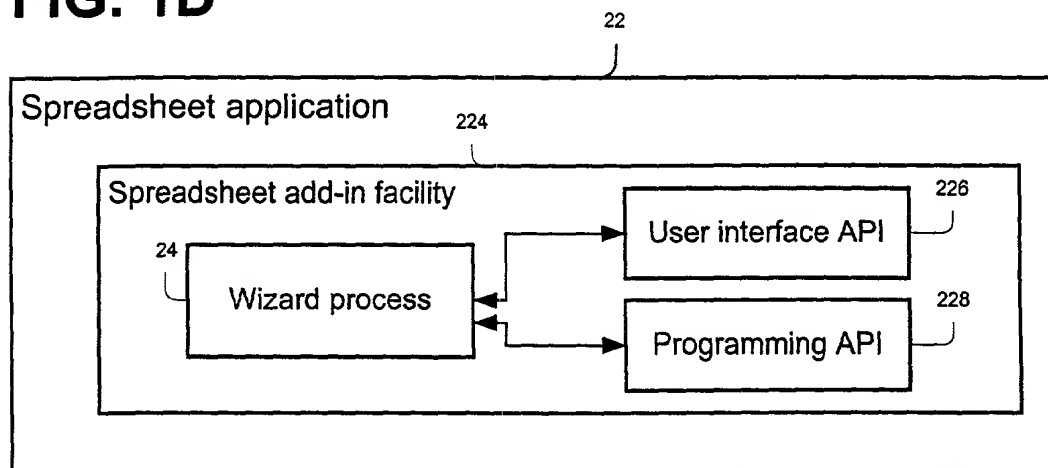 FIG. 1D
22
Spreadsheet application
224
Spreadsheet add-in facility
226
User interface API
24
Wizard process
228
Programming API